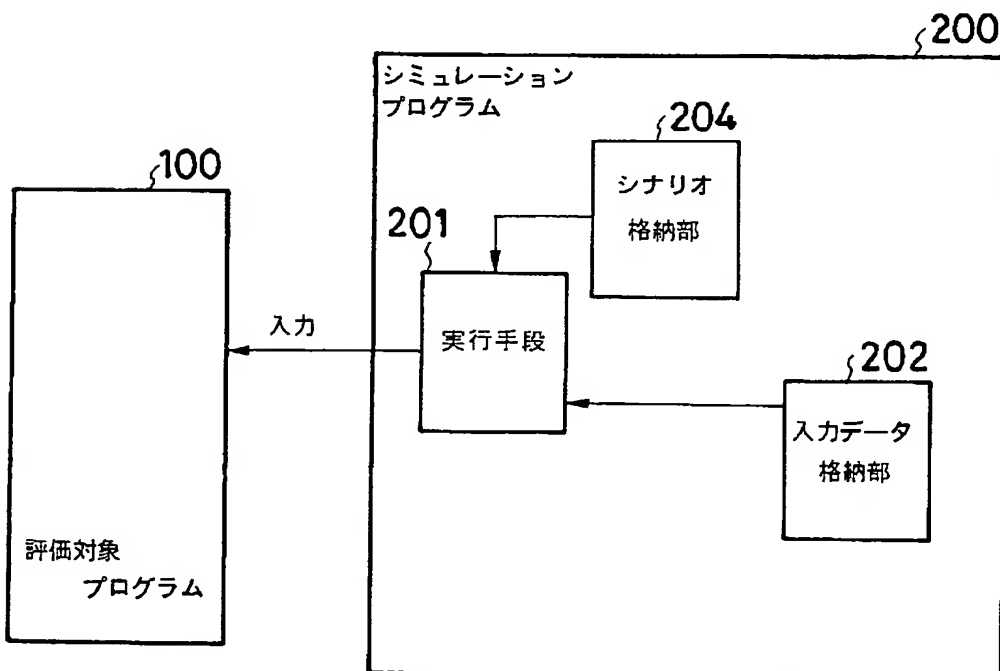 200
シミュレーション
プログラム
204
シナリオ
格納部
100
201
入力
実行手段
202
入力データ
格納部
評価対象
プログラム